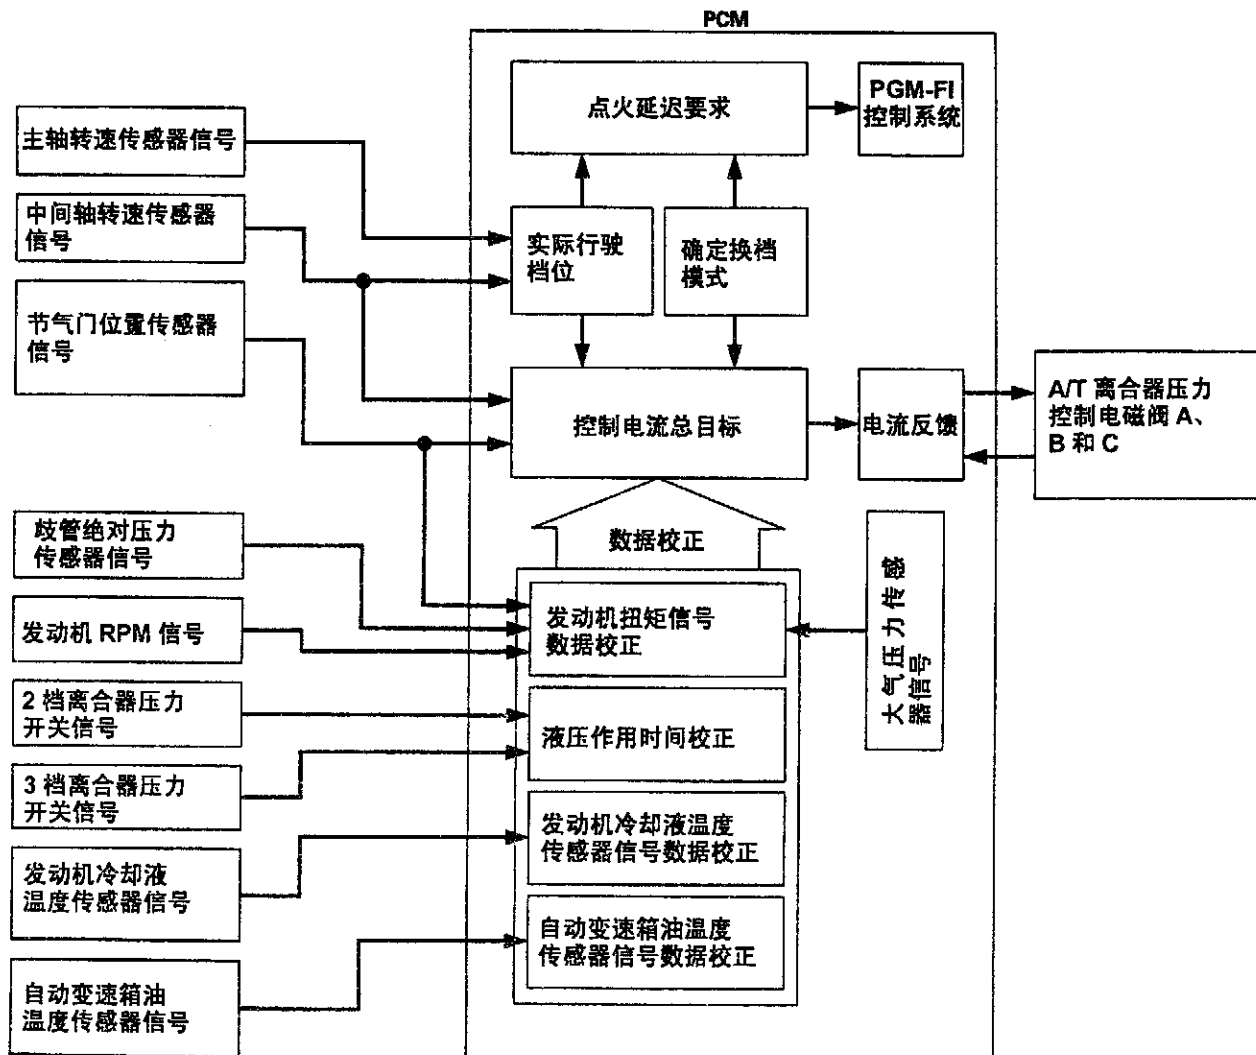 PCM
点火延迟要求
PGM-FI
控制系统
主轴转速传感器信号
中间轴转速传感器
信号
实际行驶
档位
确定换档
模式
节气门位置传感器
信号
控制电流总目标
电流反馈
A/T 离合器压力
控制电磁阀 A、
B 和 C
数据校正
歧管绝对压力
传感器信号
发动机 RPM 信号
发动机扭矩信号
数据校正
大气压力传感
器信号
2 档离合器压力
开关信号
液压作用时间校正
3 档离合器压力
开关信号
发动机冷却液温度
传感器信号数据校正
发动机冷却液
温度传感器信号
自动变速箱油温度
传感器信号数据校正
自动变速箱油
温度传感器信号